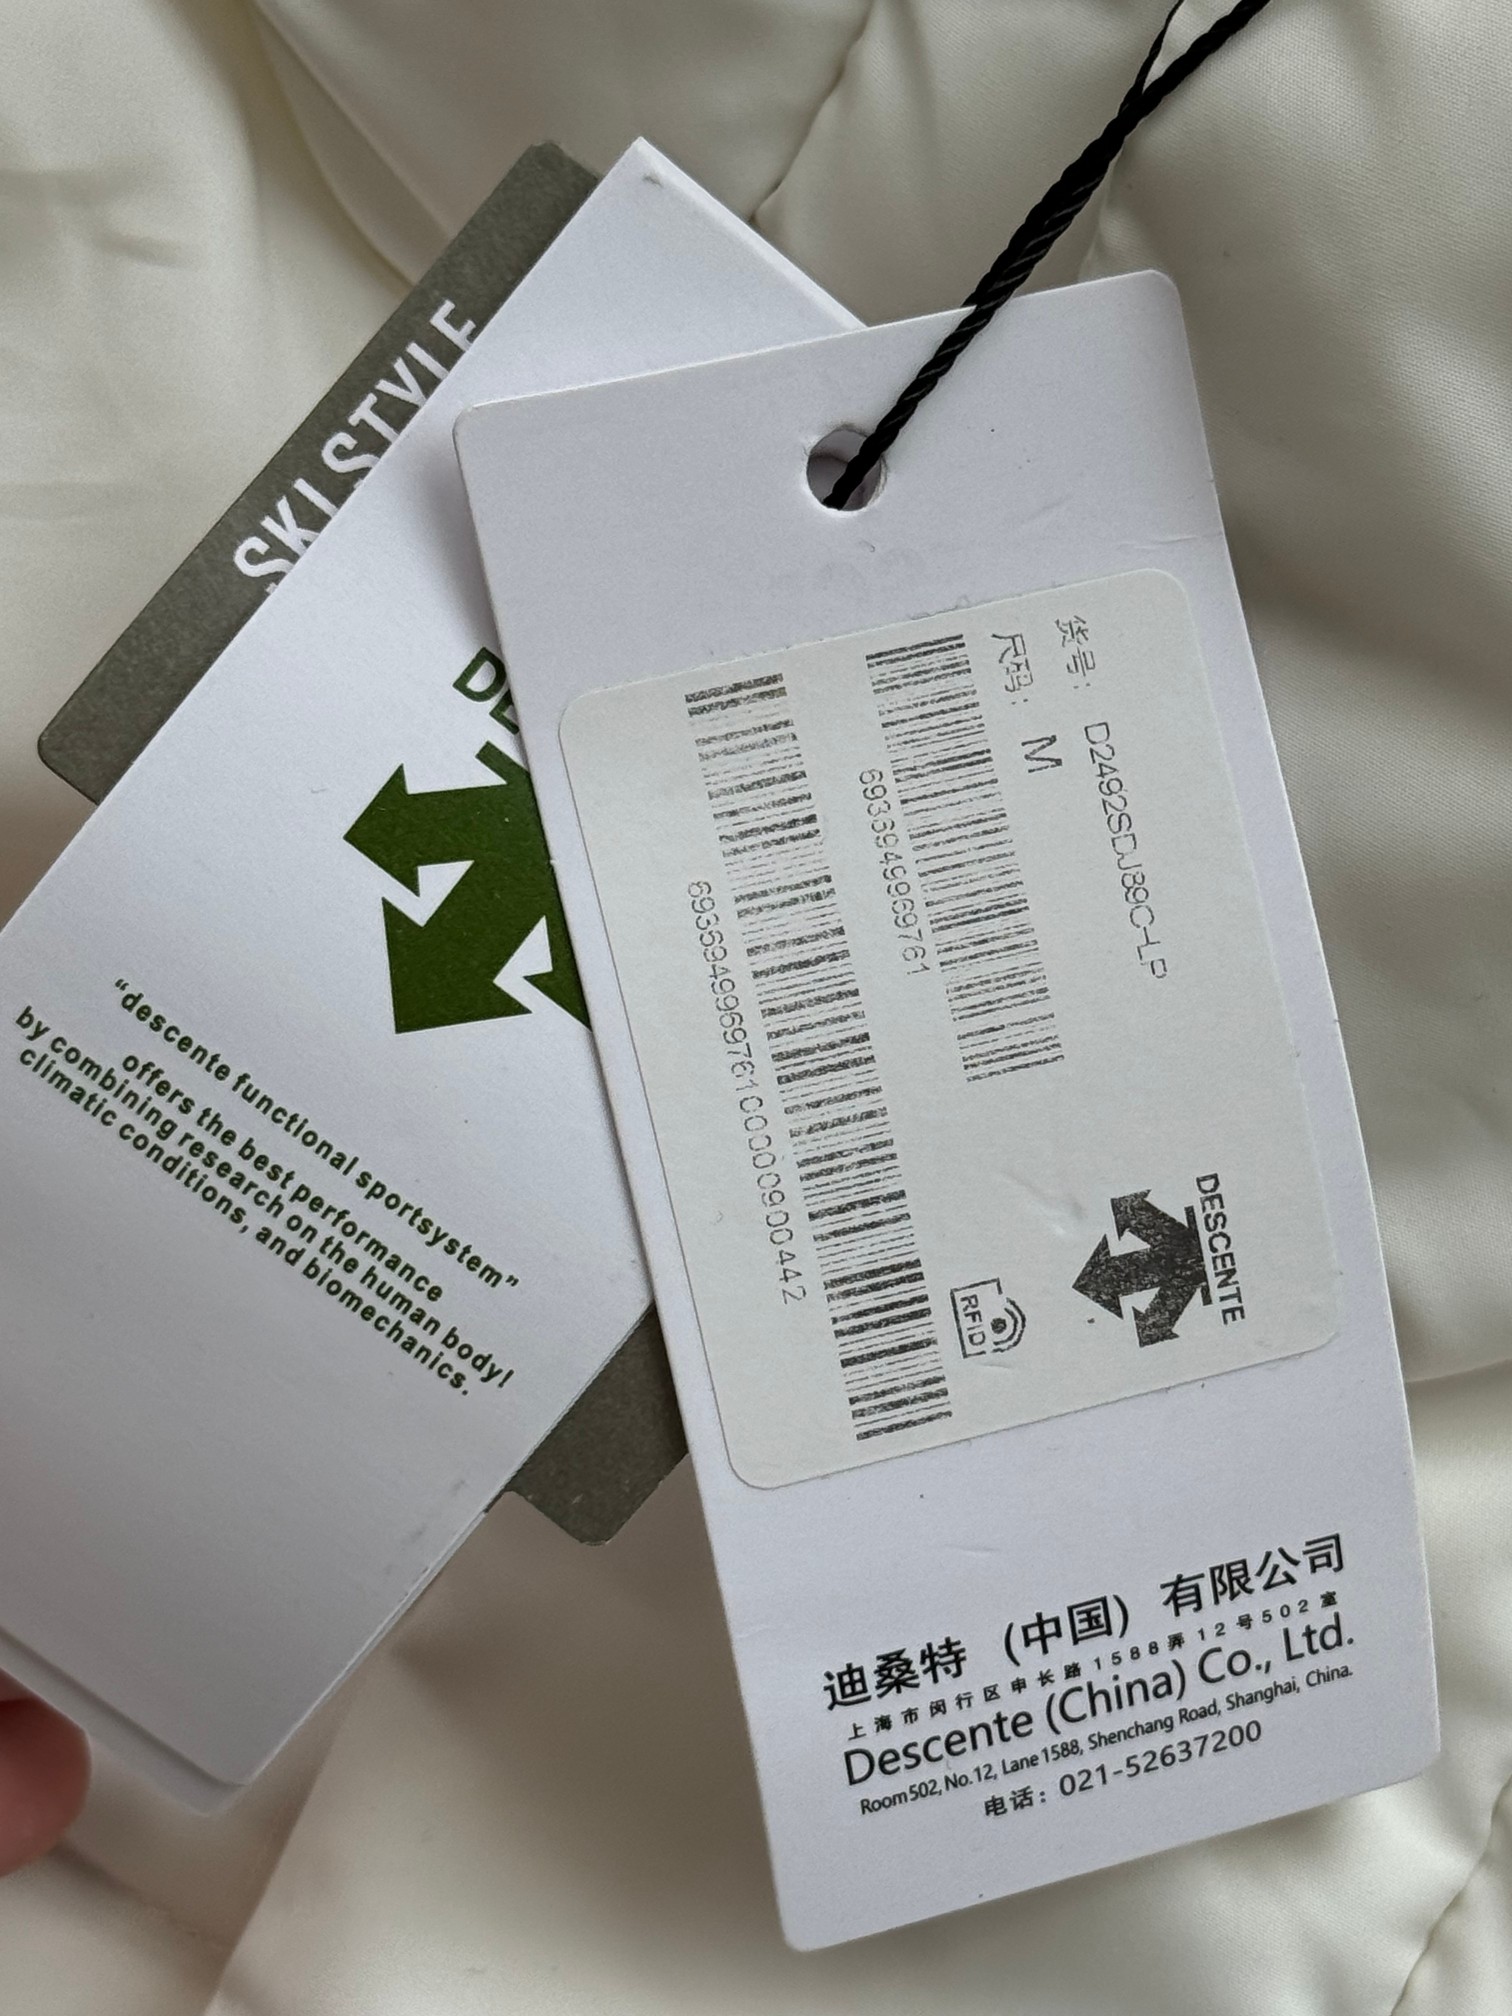 SKI STYLE
DE
“descente functional sportsystem”
offers the best performance
by combining research on the human body!
climatic conditions, and biomechanics.
货号: D2492SDJ89C-LP
尺码: M
6936949969761
69369499697610000900442
RFID
DESCENTE
迪桑特（中国）有限公司
上海市闵行区申长路1588弄12号502室
Descente (China) Co., Ltd.
Room 502, No.12, Lane 1588, Shenchang Road, Shanghai, China.
电话：021-52637200